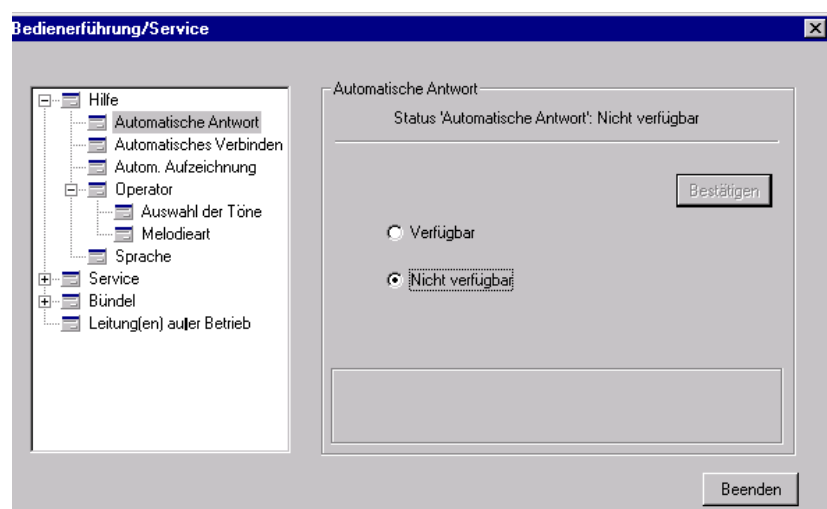 Bedienerführung/Service
Hilfe
Automatische Antwort
Automatisches Verbinden
Autom. Aufzeichnung
Operator
Auswahl der Töne
Melodieart
Sprache
Service
Bündel
Leitung(en) auįer Betrieb
Automatische Antwort
Status 'Automatische Antwort': Nicht verfügbar
Bestätigen
Verfügbar
Nicht verfügbar
Beenden